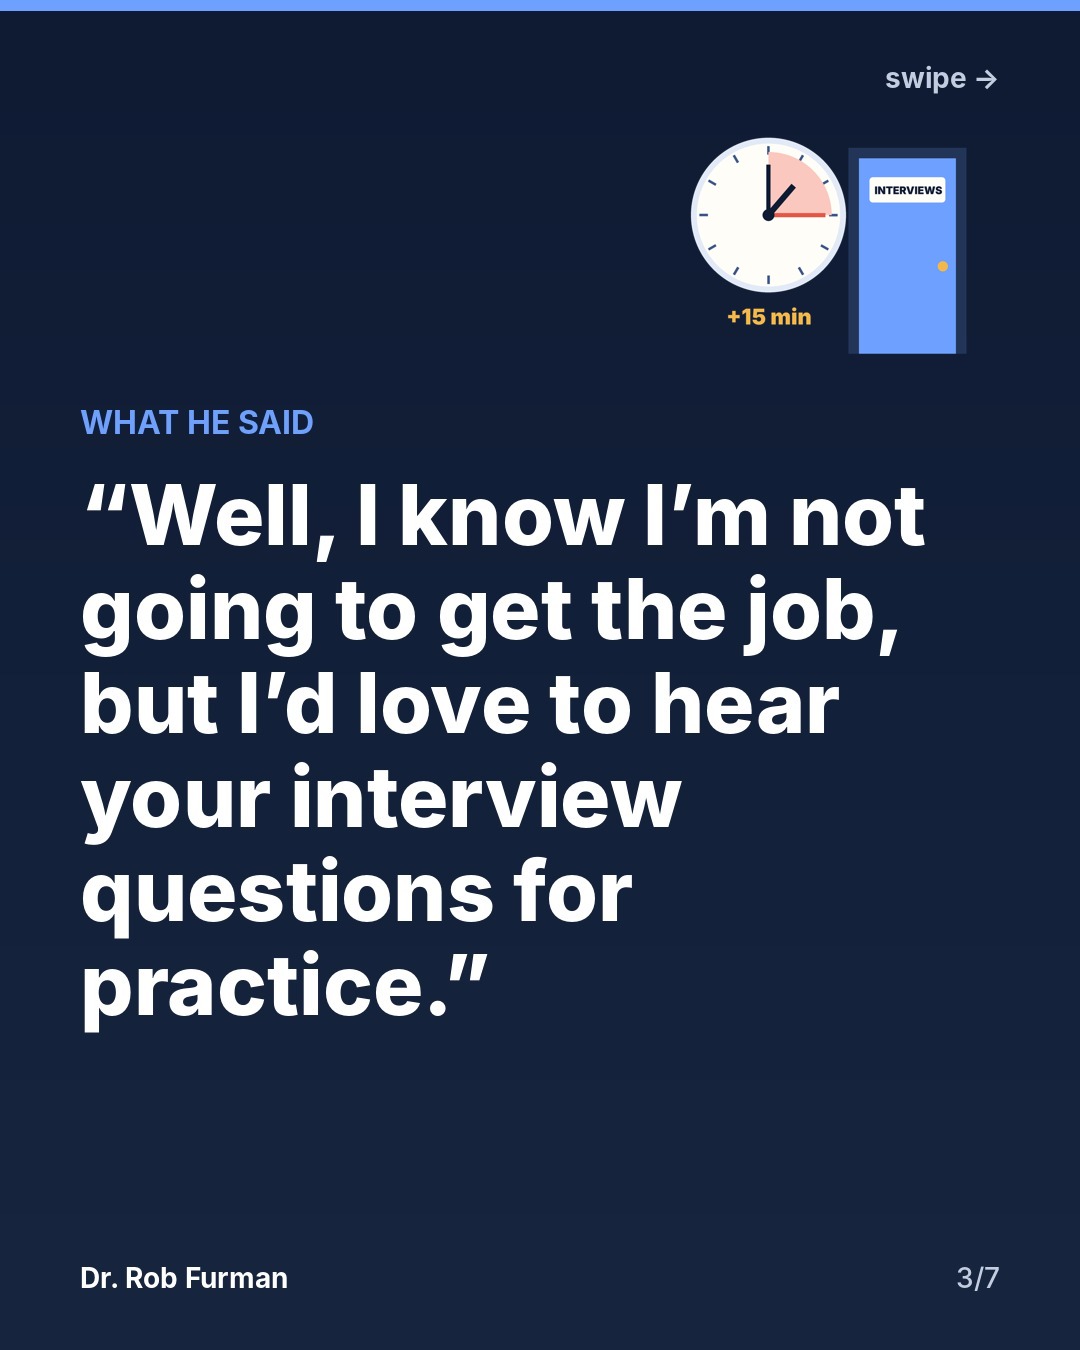 swipe →
INTERVIEWS
+15 min
WHAT HE SAID
“Well, I know I’m not
going to get the job,
but I’d love to hear
your interview
questions for
practice.”
Dr. Rob Furman
3/7